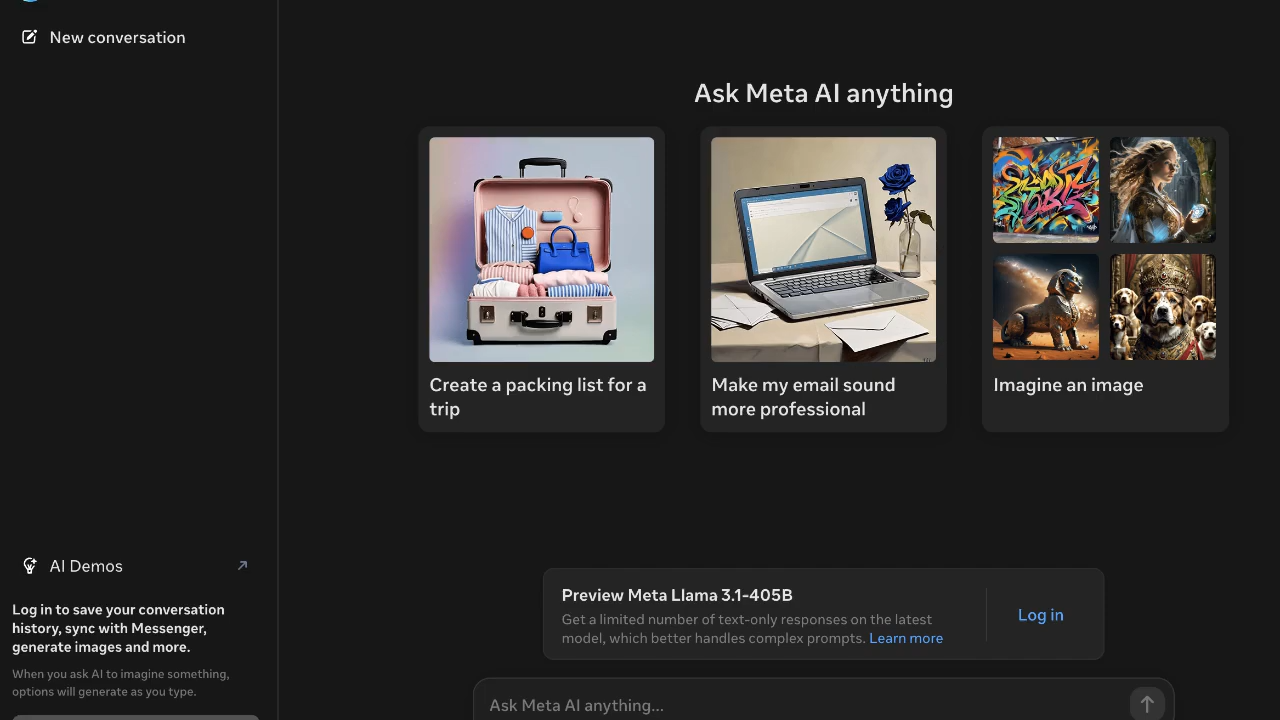 New conversation
Ask Meta AI anything
Create a packing list for a
trip
Make my email sound
more professional
Imagine an image
AI Demos
Log in to save your conversation
history, sync with Messenger,
generate images and more.
When you ask AI to imagine something,
options will generate as you type.
Preview Meta Llama 3.1-405B
Get a limited number of text-only responses on the latest
model, which better handles complex prompts. Learn more
Log in
Ask Meta AI anything...